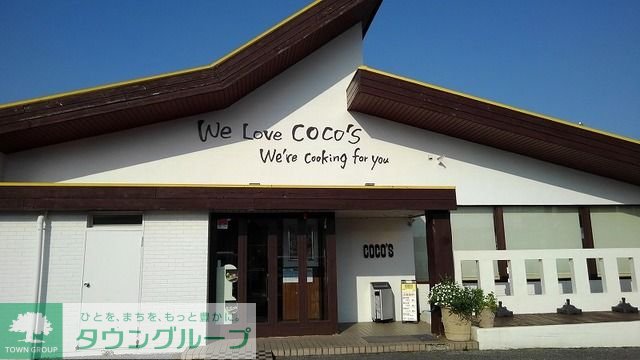 We Love COCO'S
We're cooking for you
COCO'S
ひとを、まちを、もっと豊かに。
タウングループ
TOWN GROUP